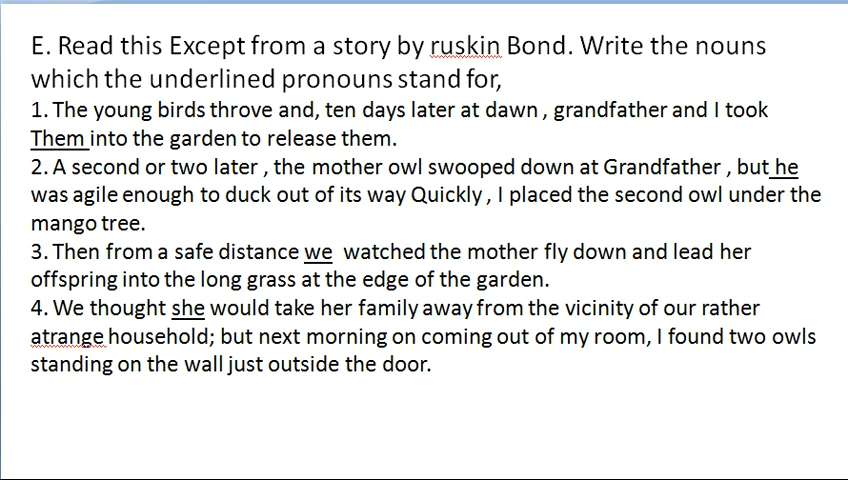 E. Read this Except from a story by ruskin Bond. Write the nouns
which the underlined pronouns stand for,
1. The young birds throve and, ten days later at dawn , grandfather and I took
Them into the garden to release them.
2. A second or two later , the mother owl swooped down at Grandfather , but he
was agile enough to duck out of its way Quickly , I placed the second owl under the
mango tree.
3. Then from a safe distance we watched the mother fly down and lead her
offspring into the long grass at the edge of the garden.
4. We thought she would take her family away from the vicinity of our rather
atrange household; but next morning on coming out of my room, I found two owls
standing on the wall just outside the door.